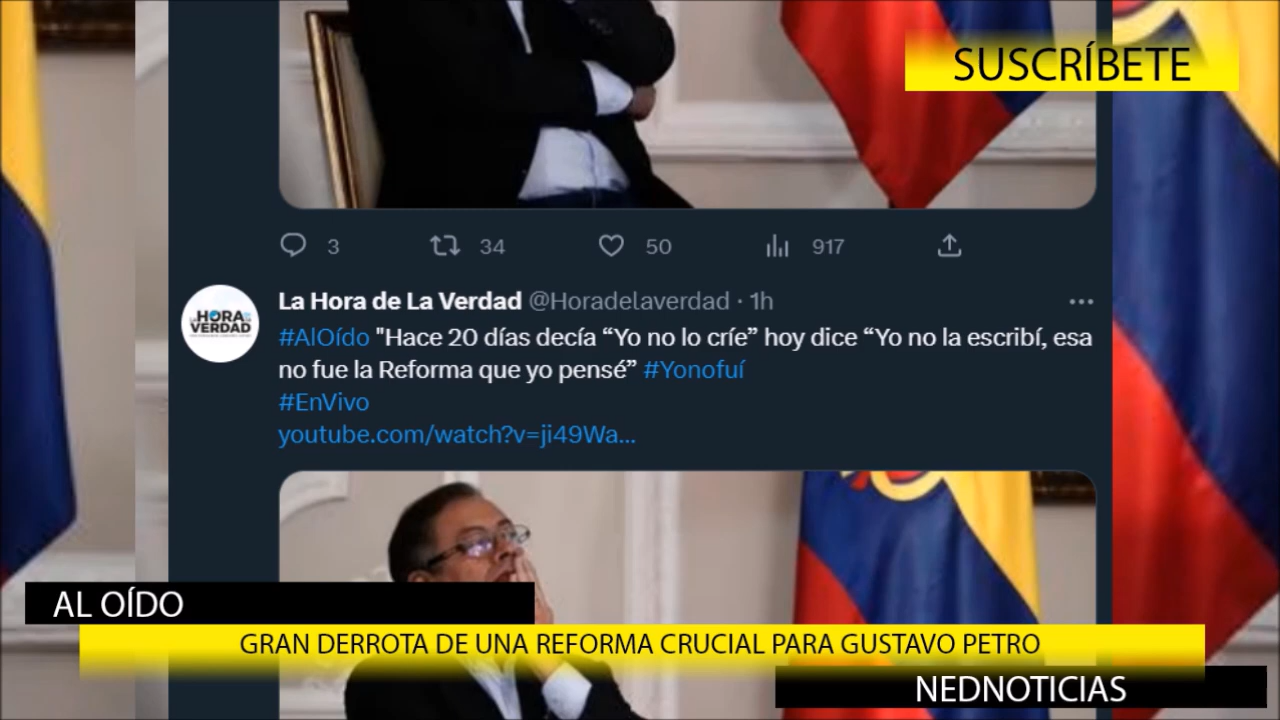 SUSCRÍBETE
3 34 50 917
La Hora de La Verdad @Horadelaverdad · 1h
HORA
VERDAD
#AlOído "Hace 20 días decía “Yo no lo críe” hoy dice “Yo no la escribí, esa
no fue la Reforma que yo pensé” #Yonofuí
#EnVivo
youtube.com/watch?v=ji49Wa...
AL OÍDO
GRAN DERROTA DE UNA REFORMA CRUCIAL PARA GUSTAVO PETRO
NEDNOTICIAS